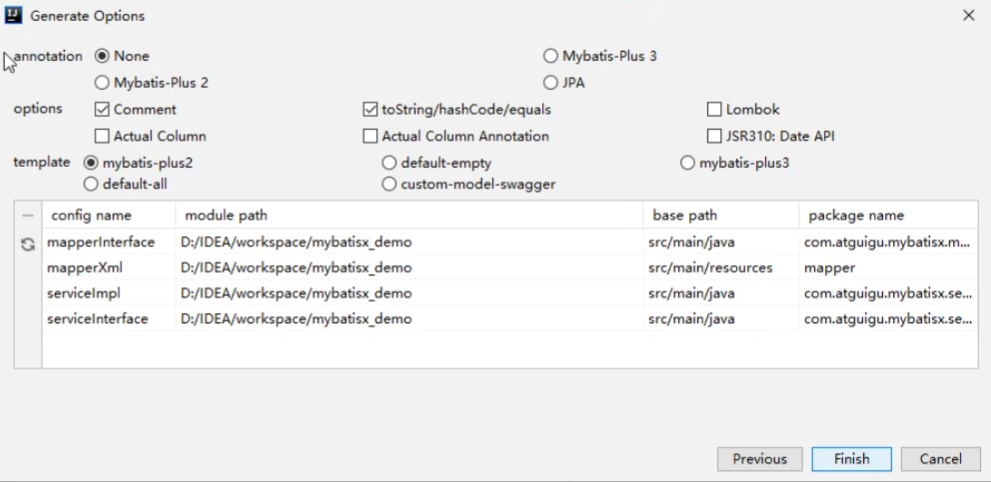 Generate Options
annotation None Mybatis-Plus 3
Mybatis-Plus 2 JPA
options Comment toString/hashCode/equals Lombok
Actual Column Actual Column Annotation JSR310: Date API
template mybatis-plus2 default-empty mybatis-plus3
default-all custom-model-swagger
config name module path base path package name
mapperInterface D:/IDEA/workspace/mybatisx_demo src/main/java com.atguigu.mybatisx.m...
mapperXml D:/IDEA/workspace/mybatisx_demo src/main/resources mapper
serviceImpl D:/IDEA/workspace/mybatisx_demo src/main/java com.atguigu.mybatisx.se...
serviceInterface D:/IDEA/workspace/mybatisx_demo src/main/java com.atguigu.mybatisx.se...
Previous Finish Cancel